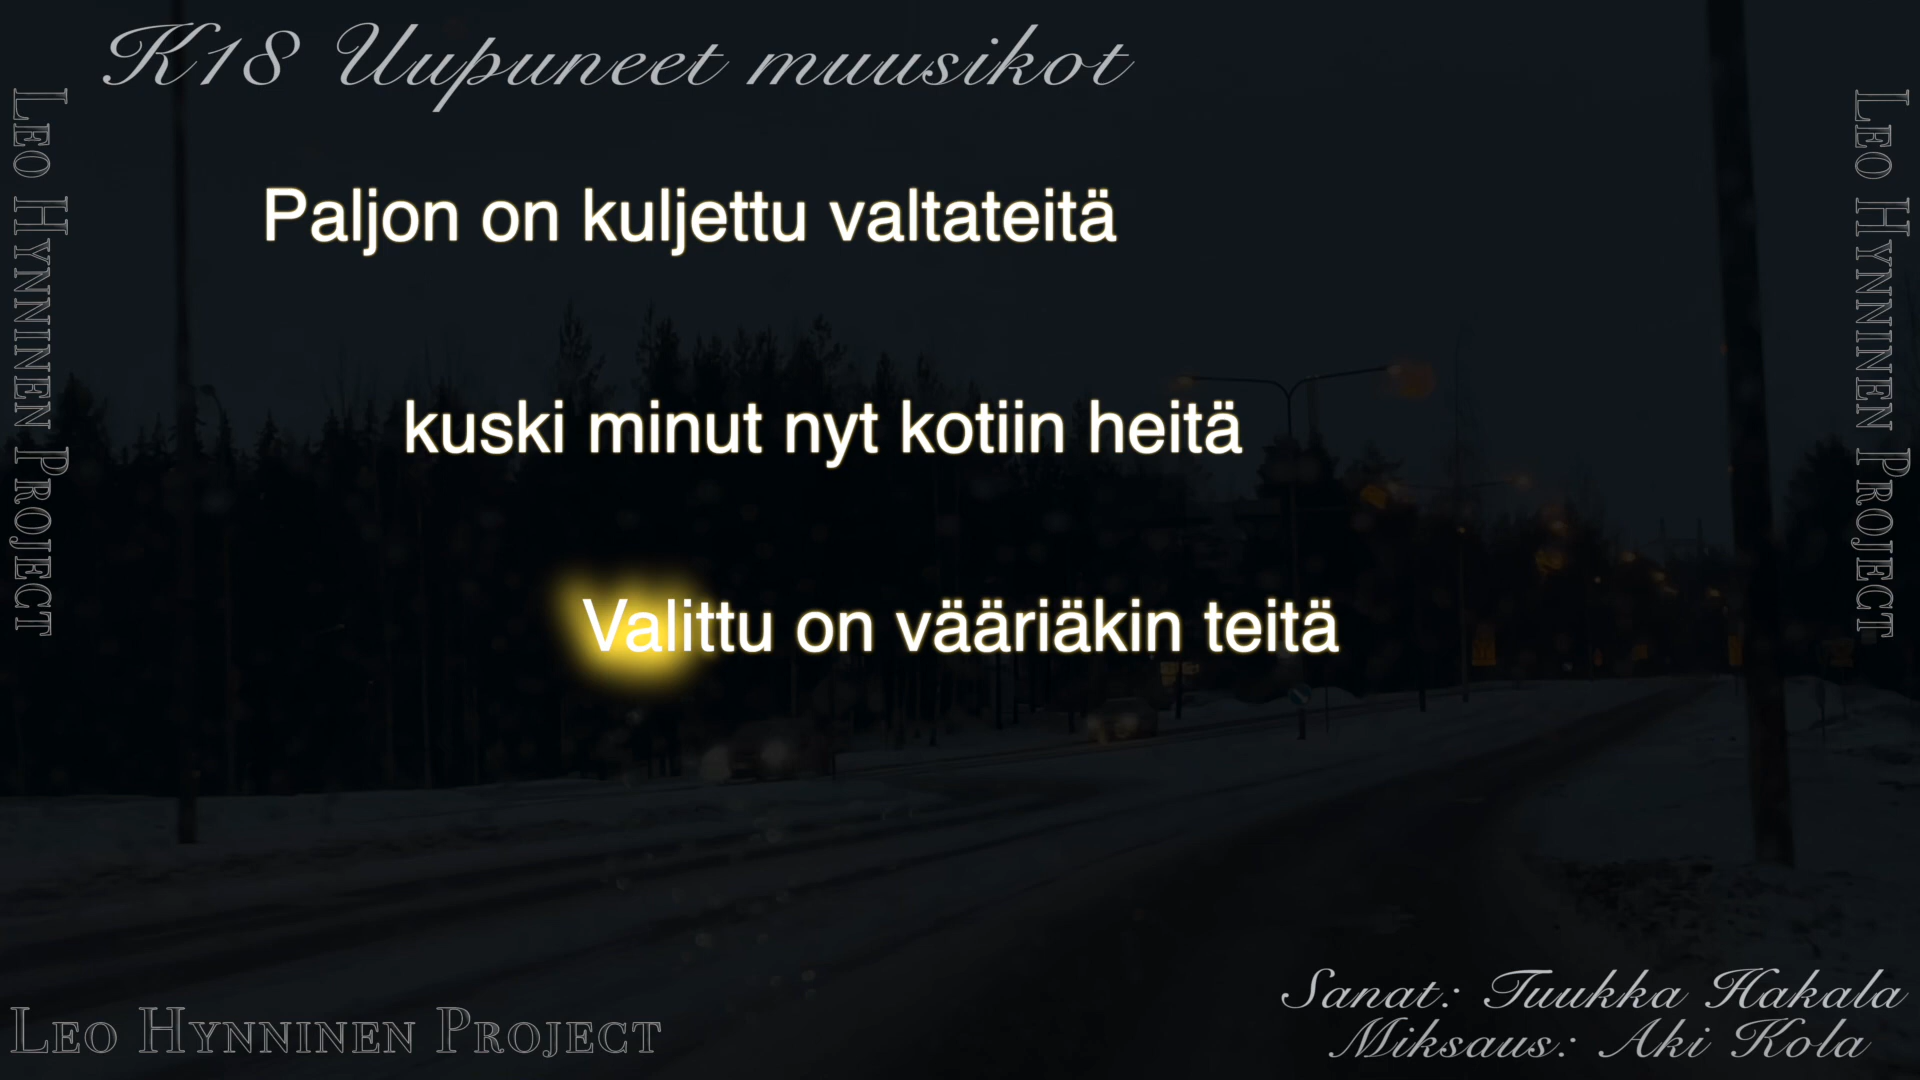 K18 Uupuneet muusikot
Leo Hynninen Project
Leo Hynninen Project
Paljon on kuljettu valtateitä
kuski minut nyt kotiin heitä
Valittu on vääriäkin teitä
Leo Hynninen Project
Sanat: Tuukka Hakala
Miksaus: Aki Kola